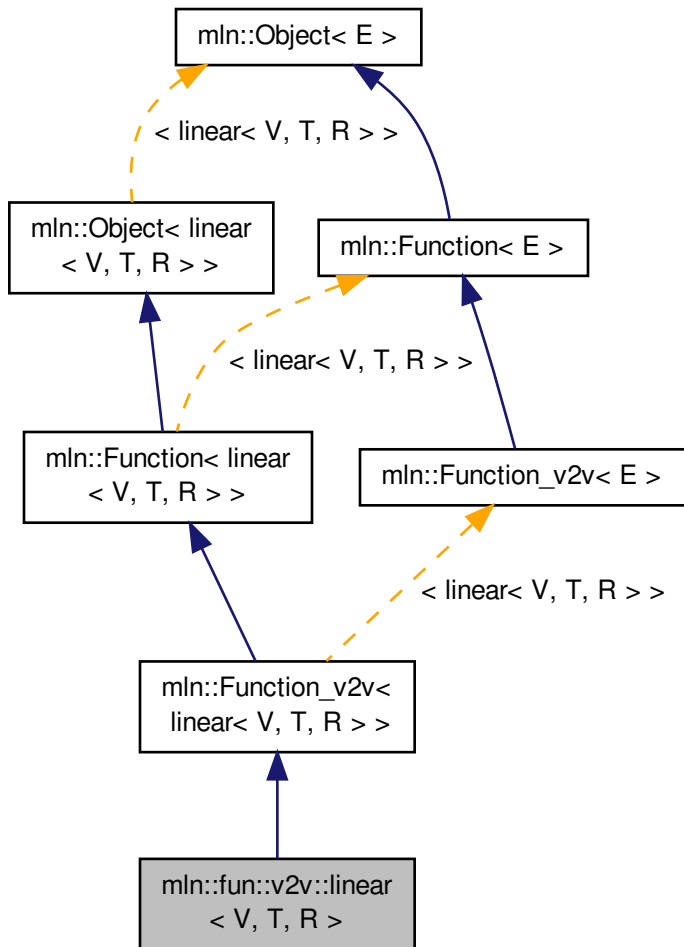 mln::Object< E >
< linear< V, T, R > >
mln::Object< linear
< V, T, R > >
mln::Function< E >
< linear< V, T, R > >
mln::Function< linear
< V, T, R > >
mln::Function_v2v< E >
< linear< V, T, R > >
mln::Function_v2v<
linear< V, T, R > >
mln::fun::v2v::linear
< V, T, R >